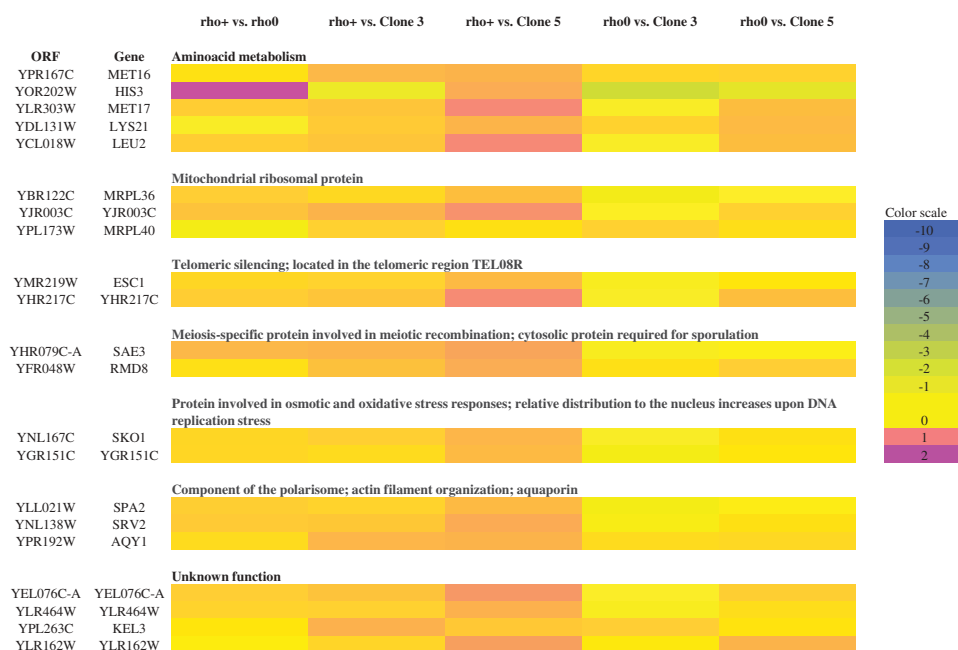 rho+ vs. rho0 rho+ vs. Clone 3 rho+ vs. Clone 5 rho0 vs. Clone 3 rho0 vs. Clone 5
ORF Gene Aminoacid metabolism
YPR167C MET16
YOR202W HIS3
YLR303W MET17
YDL131W LYS21
YCL018W LEU2
Mitochondrial ribosomal protein
YBR122C MRPL36
YJR003C YJR003C
YPL173W MRPL40
Telomeric silencing; located in the telomeric region TEL08R
YMR219W ESC1
YHR217C YHR217C
Meiosis-specific protein involved in meiotic recombination; cytosolic protein required for sporulation
YHR079C-A SAE3
YFR048W RMD8
Protein involved in osmotic and oxidative stress responses; relative distribution to the nucleus increases upon DNA
replication stress
YNL167C SKO1
YGR151C YGR151C
Component of the polarisome; actin filament organization; aquaporin
YLL021W SPA2
YNL138W SRV2
YPR192W AQY1
Unknown function
YEL076C-A YEL076C-A
YLR464W YLR464W
YPL263C KEL3
YLR162W YLR162W
Color scale
-10
-9
-8
-7
-6
-5
-4
-3
-2
-1
0
1
2